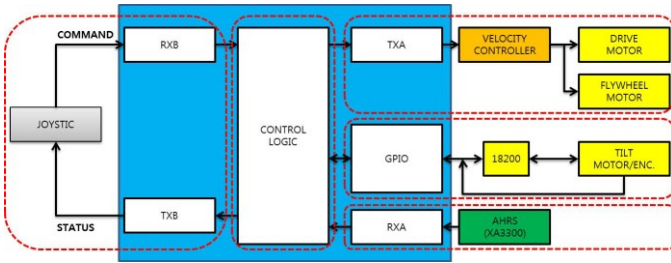 COMMAND
RXB
TXA
VELOCITY
CONTROLLER
DRIVE
MOTOR
FLYWHEEL
MOTOR
JOYSTIC
CONTROL
LOGIC
GPIO
18200
TILT
MOTOR/ENC.
STATUS
TXB
RXA
AHRS
(XA3300)